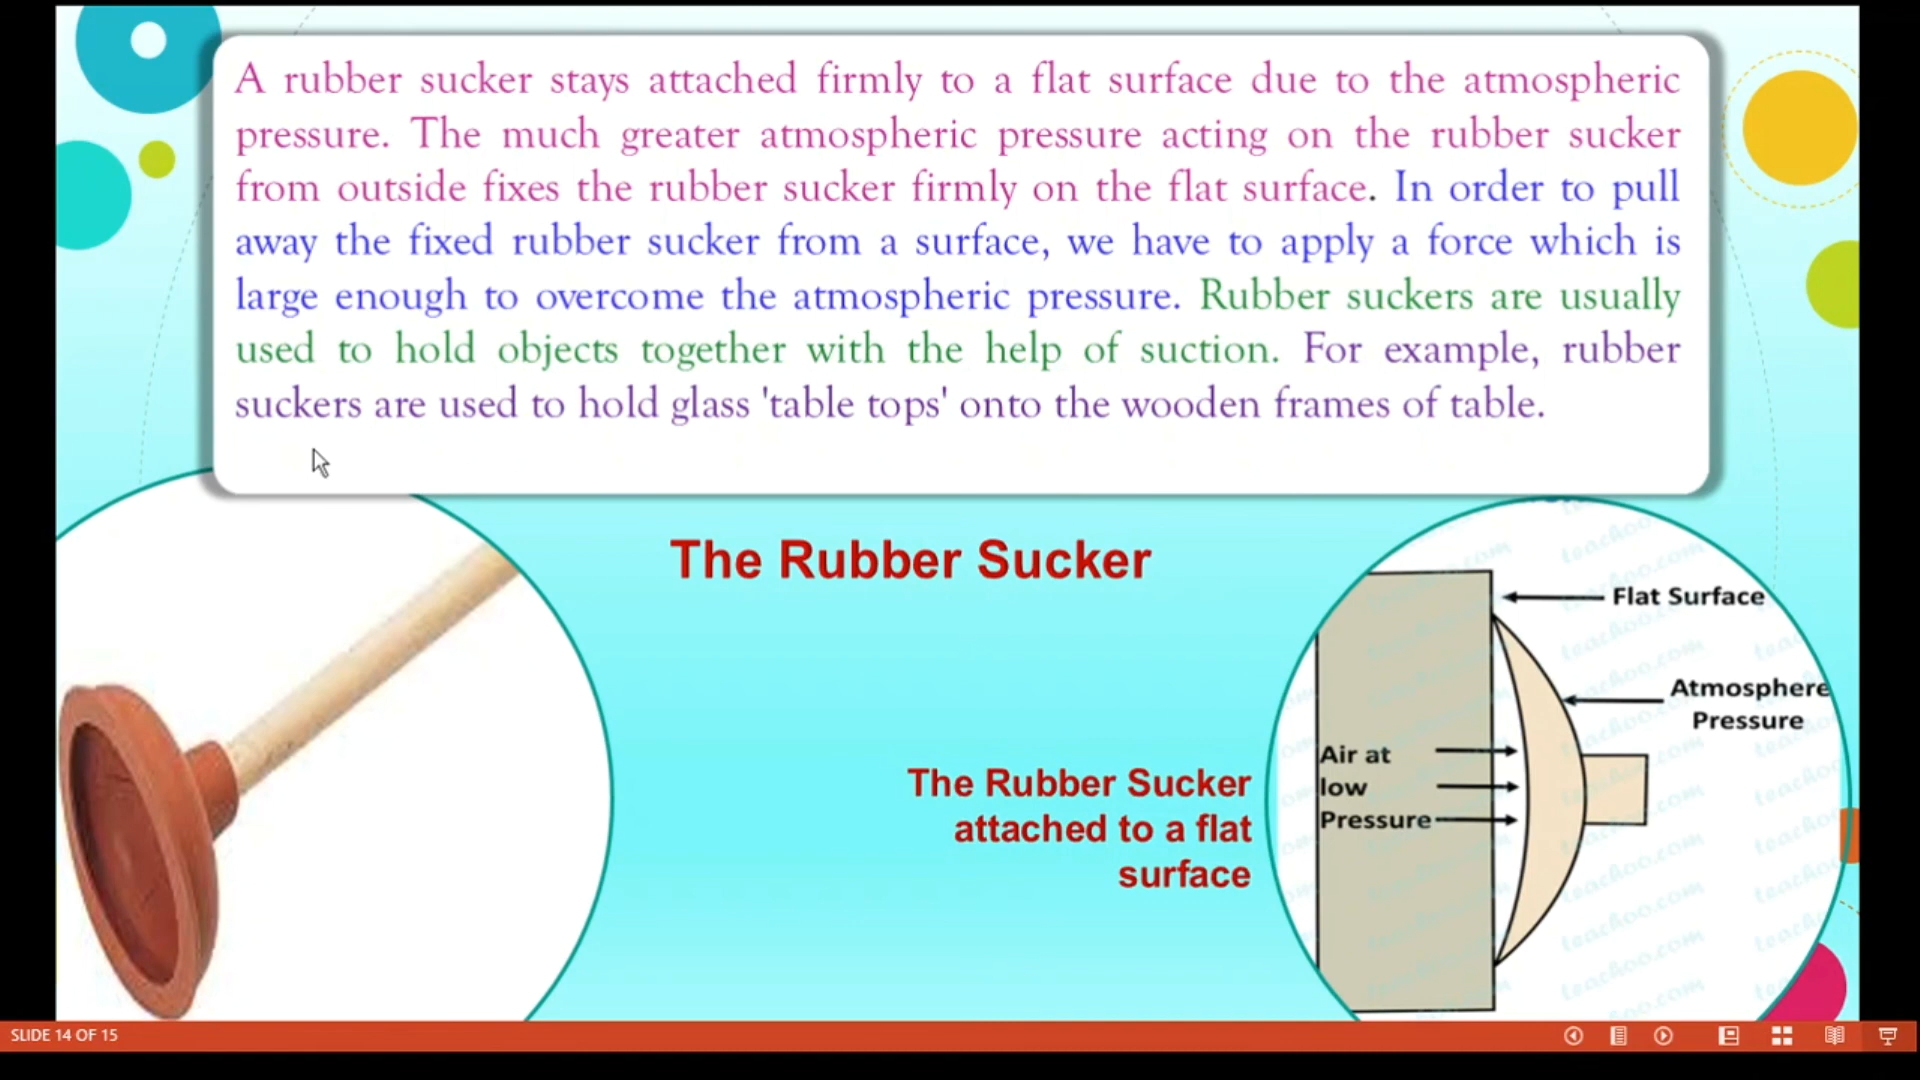 A rubber sucker stays attached firmly to a flat surface due to the atmospheric
pressure. The much greater atmospheric pressure acting on the rubber sucker
from outside fixes the rubber sucker firmly on the flat surface. In order to pull
away the fixed rubber sucker from a surface, we have to apply a force which is
large enough to overcome the atmospheric pressure. Rubber suckers are usually
used to hold objects together with the help of suction. For example, rubber
suckers are used to hold glass 'table tops' onto the wooden frames of table.
The Rubber Sucker
The Rubber Sucker
attached to a flat
surface
Flat Surface
Atmosphere
Pressure
Air at
low
Pressure
teachoo.com
SLIDE 14 OF 15